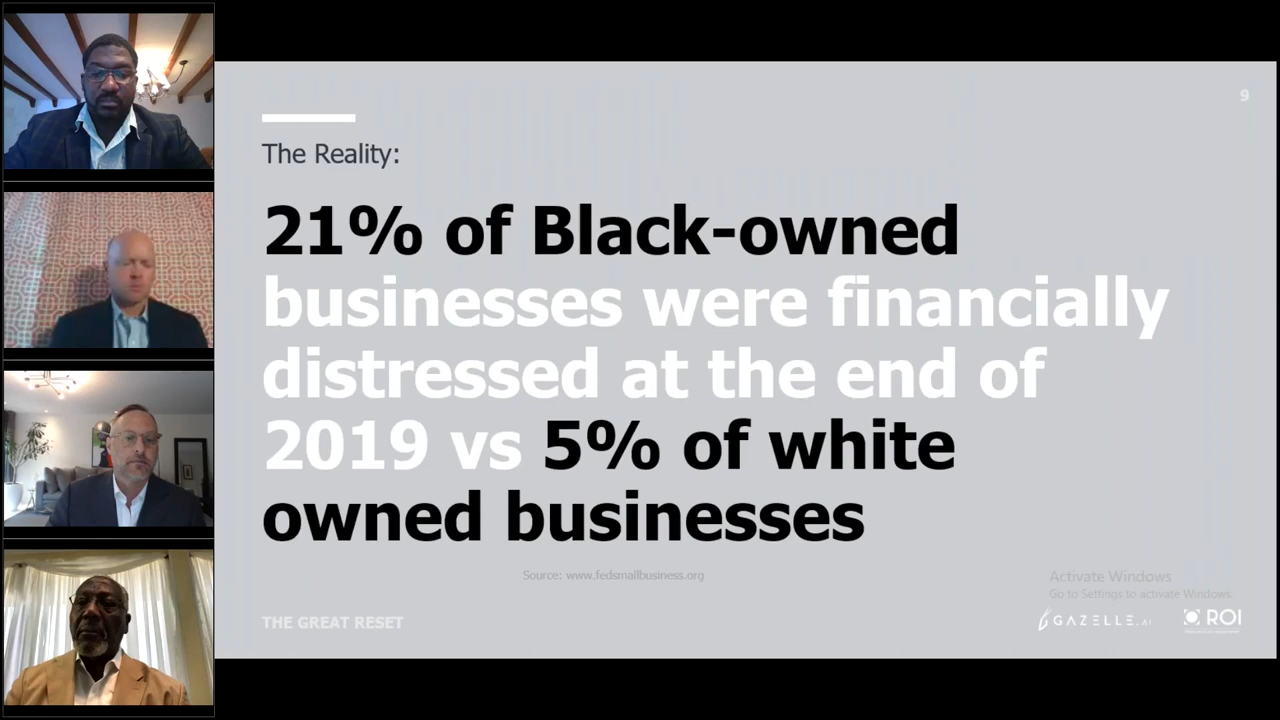 9
The Reality:
21% of Black-owned
businesses were financially
distressed at the end of
2019 vs 5% of white
owned businesses
Source: www.fedsmallbusiness.org
Activate Windows
Go to Settings to activate Windows.
THE GREAT RESET
GAZELLE.AI
ROI